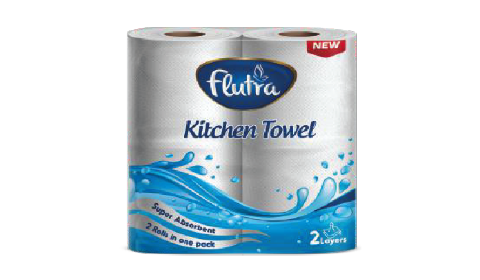 NEW
Flutra
Kitchen Towel
Super Absorbent
2 Rolls in one pack
2 Layers